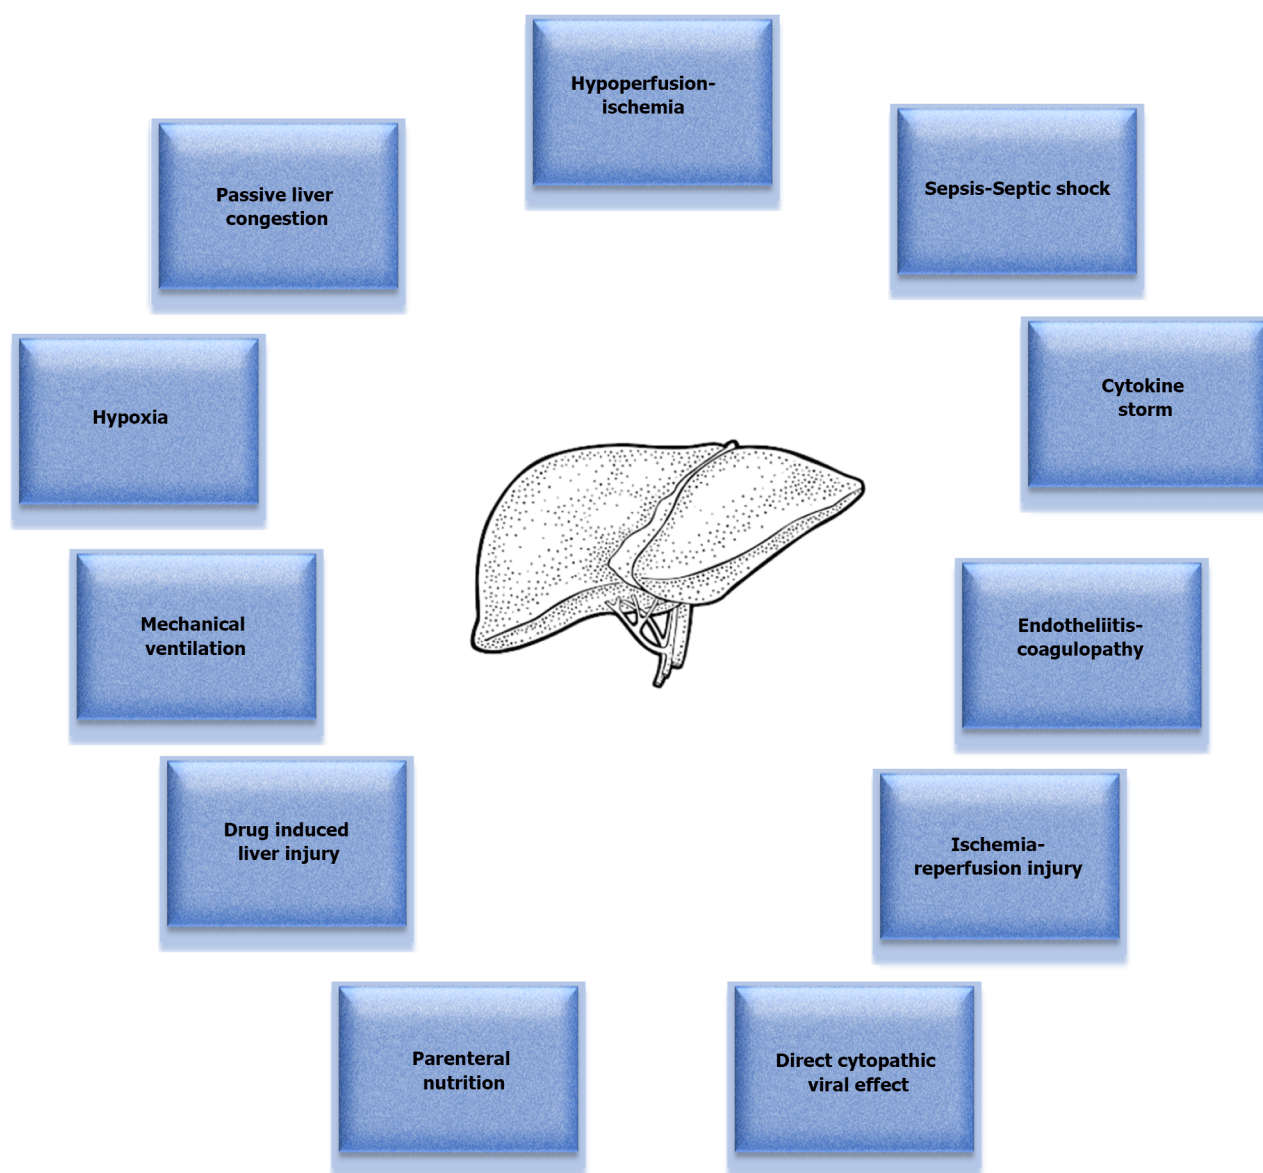 Hypoperfusion-
ischemia
Sepsis-Septic shock
Cytokine
storm
Endotheliitis-
coagulopathy
Ischemia-
reperfusion injury
Direct cytopathic
viral effect
Parenteral
nutrition
Drug induced
liver injury
Mechanical
ventilation
Hypoxia
Passive liver
congestion